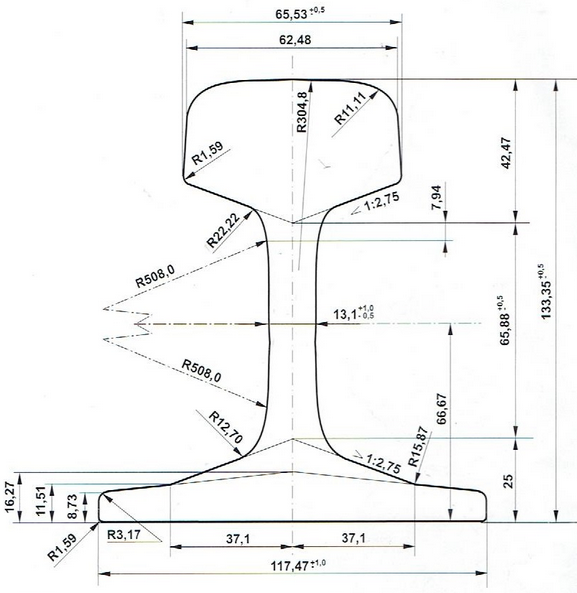 65,53 ±0,5
62,48
R304,8
R11,11
R1,59
42,47
7,94
< 1:2,75
R22,22
R508,0
13,1 +1,0 -0,5
65,88 ±0,5
133,35 ±0,5
R508,0
66,67
R12,70
> 1:2,75
R15,87
25
16,27
11,51
8,73
R1,59
R3,17
37,1
37,1
117,47 ±1,0